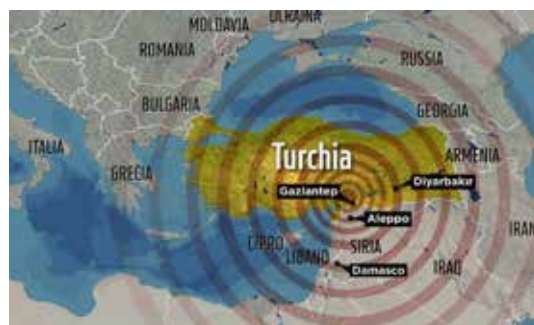 UCRAINA
MOLDAVIA
ROMANIA
RUSSIA
BULGARIA
GEORGIA
ITALIA
Turchia
ARMENIA
GRECIA
Gaziantep
Diyarbakır
Aleppo
CIPRO
SIRIA
LIBANO
IRAN
IRAQ
Damasco